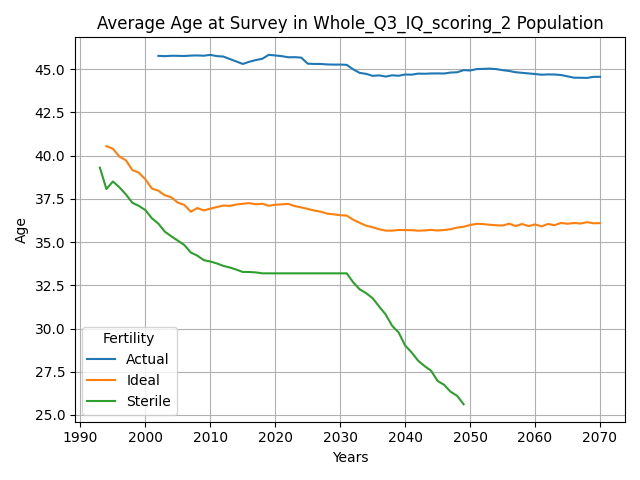 Average Age at Survey in Whole_Q3_IQ_scoring_2 Population
Age
45.0
42.5
40.0
37.5
35.0
32.5
30.0
27.5
25.0
Fertility
Actual
Ideal
Sterile
1990 2000 2010 2020 2030 2040 2050 2060 2070
Years